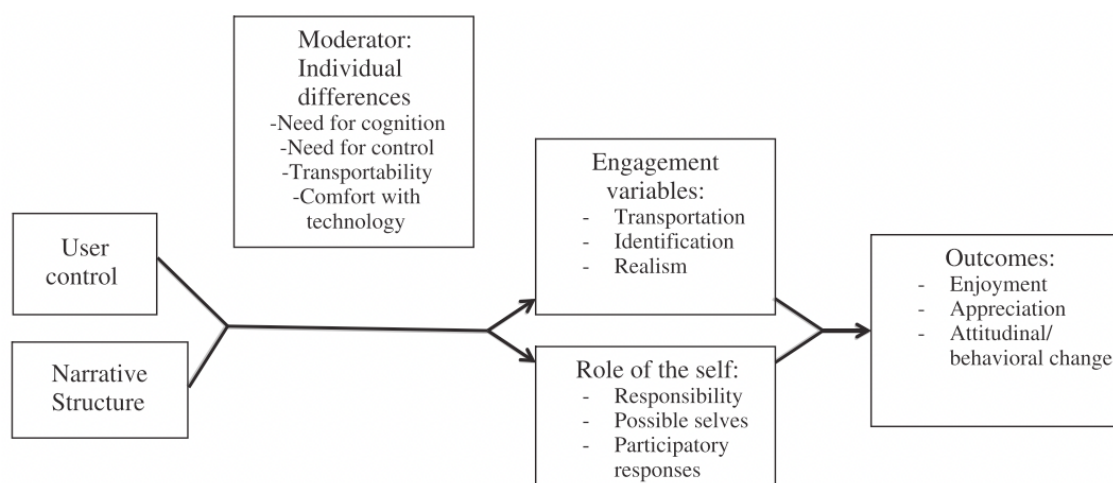 Moderator:
Individual
differences
-Need for cognition
-Need for control
-Transportability
-Comfort with
technology
User
control
Narrative
Structure
Engagement
variables:
- Transportation
- Identification
- Realism
Role of the self:
- Responsibility
- Possible selves
- Participatory
responses
Outcomes:
- Enjoyment
- Appreciation
- Attitudinal/
behavioral change